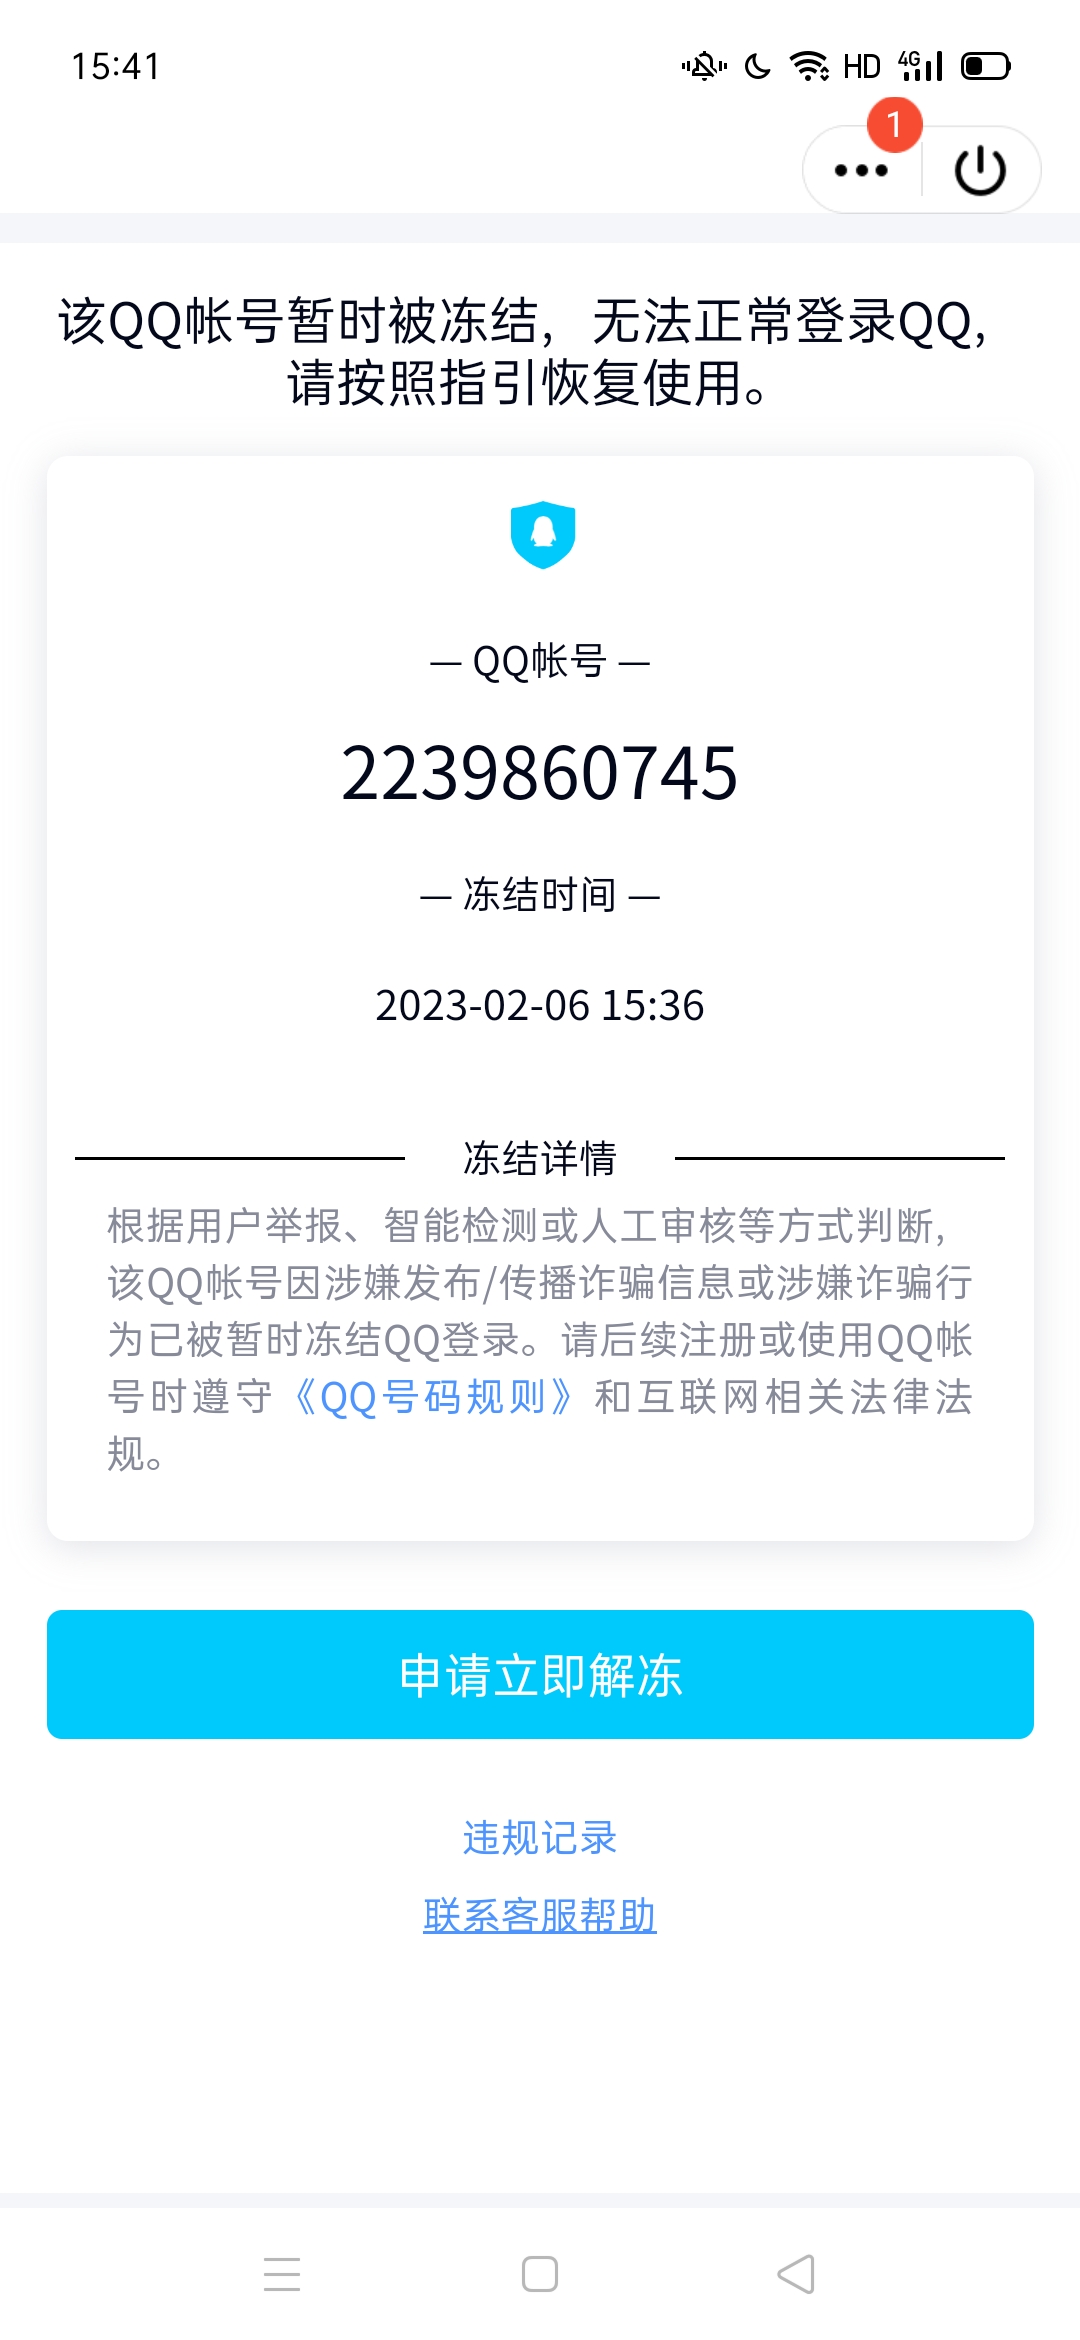 15:41
HD 4G
1
该QQ帐号暂时被冻结，无法正常登录QQ，
请按照指引恢复使用。
— QQ帐号 —
2239860745
— 冻结时间 —
2023-02-06 15:36
冻结详情
根据用户举报、智能检测或人工审核等方式判断，
该QQ帐号因涉嫌发布/传播诈骗信息或涉嫌诈骗行
为已被暂时冻结QQ登录。请后续注册或使用QQ帐
号时遵守《QQ号码规则》和互联网相关法律法
规。
申请立即解冻
违规记录
联系客服帮助